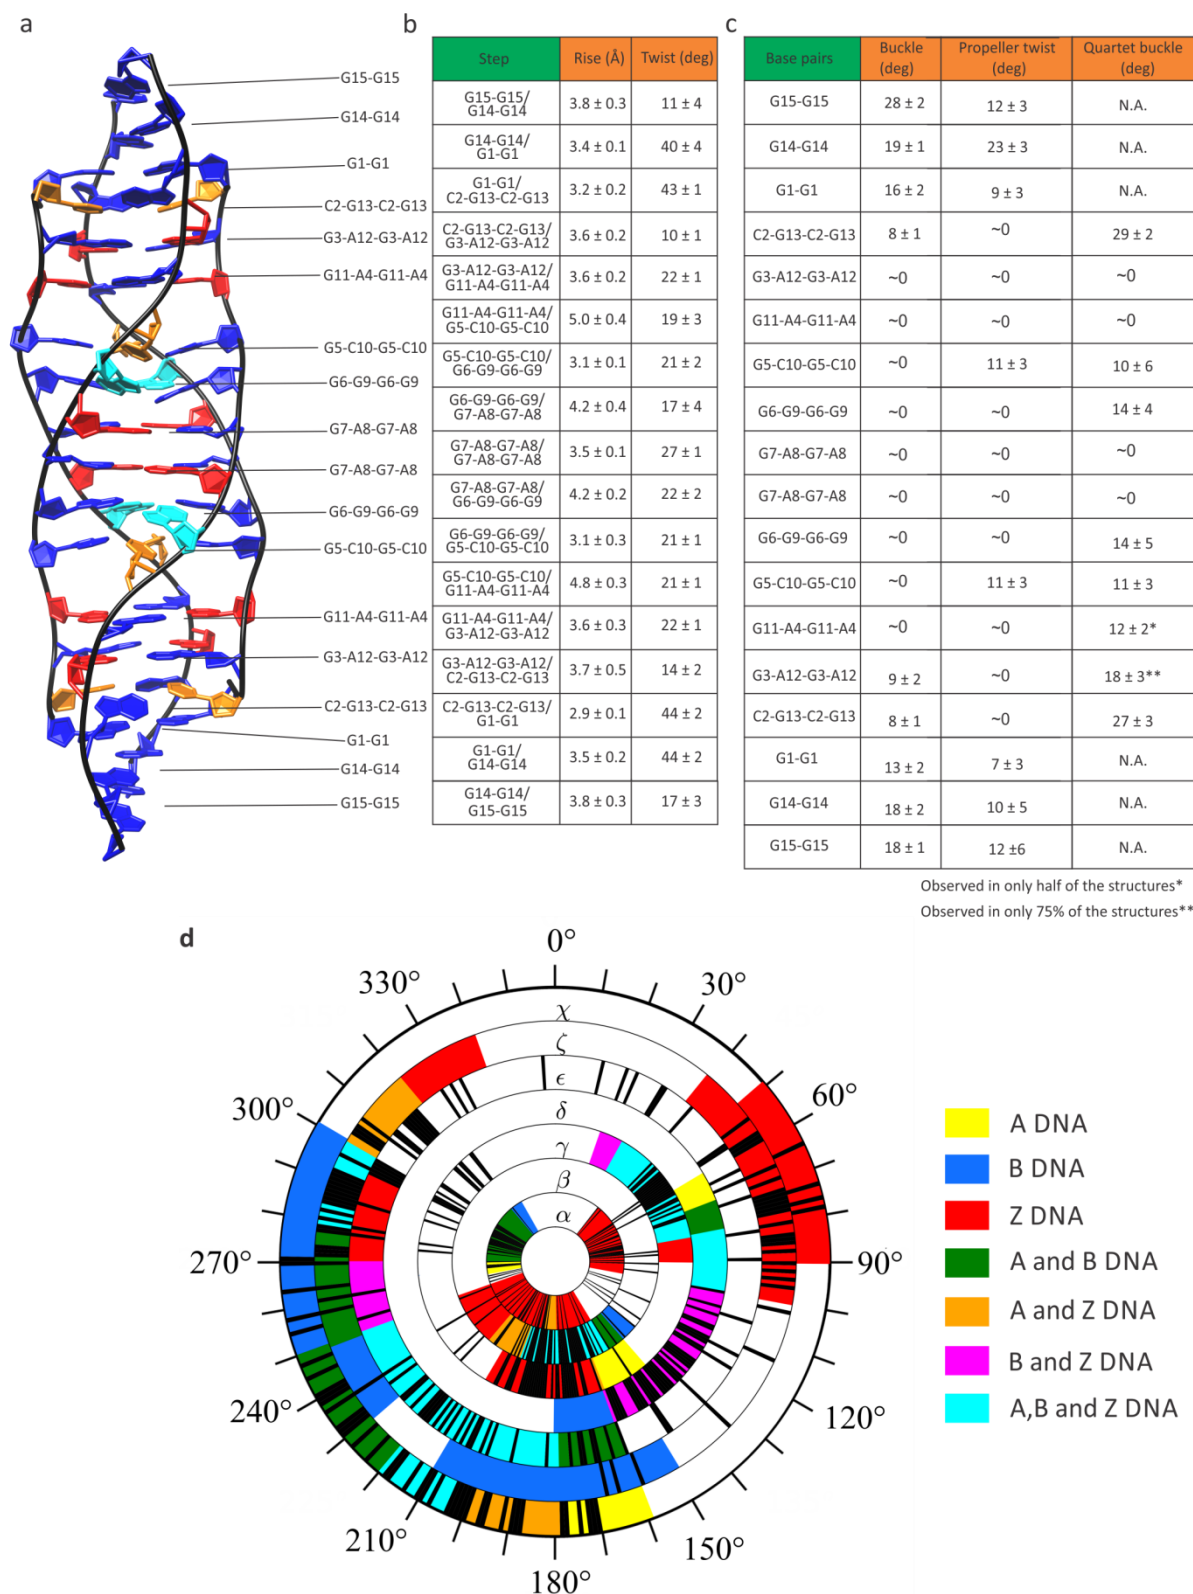 a
G15-G15
G14-G14
G1-G1
C2-G13-C2-G13
G3-A12-G3-A12
G11-A4-G11-A4
G5-C10-G5-C10
G6-G9-G6-G9
G7-A8-G7-A8
G7-A8-G7-A8
G6-G9-G6-G9
G5-C10-G5-C10
G11-A4-G11-A4
G3-A12-G3-A12
C2-G13-C2-G13
G1-G1
G14-G14
G15-G15
b
Step Rise (Å) Twist (deg)
G15-G15/
G14-G14 3.8 ± 0.3 11 ± 4
G14-G14/
G1-G1 3.4 ± 0.1 40 ± 4
G1-G1/
C2-G13-C2-G13 3.2 ± 0.2 43 ± 1
C2-G13-C2-G13/
G3-A12-G3-A12 3.6 ± 0.2 10 ± 1
G3-A12-G3-A12/
G11-A4-G11-A4 3.6 ± 0.2 22 ± 1
G11-A4-G11-A4/
G5-C10-G5-C10 5.0 ± 0.4 19 ± 3
G5-C10-G5-C10/
G6-G9-G6-G9 3.1 ± 0.1 21 ± 2
G6-G9-G6-G9/
G7-A8-G7-A8 4.2 ± 0.4 17 ± 4
G7-A8-G7-A8/
G7-A8-G7-A8 3.5 ± 0.1 27 ± 1
G7-A8-G7-A8/
G6-G9-G6-G9 4.2 ± 0.2 22 ± 2
G6-G9-G6-G9/
G5-C10-G5-C10 3.1 ± 0.3 21 ± 1
G5-C10-G5-C10/
G11-A4-G11-A4 4.8 ± 0.3 21 ± 1
G11-A4-G11-A4/
G3-A12-G3-A12 3.6 ± 0.3 22 ± 1
G3-A12-G3-A12/
C2-G13-C2-G13 3.7 ± 0.5 14 ± 2
C2-G13-C2-G13/
G1-G1 2.9 ± 0.1 44 ± 2
G1-G1/
G14-G14 3.5 ± 0.2 44 ± 2
G14-G14/
G15-G15 3.8 ± 0.3 17 ± 3
c
Base pairs Buckle (deg) Propeller twist (deg) Quartet buckle (deg)
G15-G15 28 ± 2 12 ± 3 N.A.
G14-G14 19 ± 1 23 ± 3 N.A.
G1-G1 16 ± 2 9 ± 3 N.A.
C2-G13-C2-G13 8 ± 1 ~0 29 ± 2
G3-A12-G3-A12 ~0 ~0 ~0
G11-A4-G11-A4 ~0 ~0 ~0
G5-C10-G5-C10 ~0 11 ± 3 10 ± 6
G6-G9-G6-G9 ~0 ~0 14 ± 4
G7-A8-G7-A8 ~0 ~0 ~0
G7-A8-G7-A8 ~0 ~0 ~0
G6-G9-G6-G9 ~0 ~0 14 ± 5
G5-C10-G5-C10 ~0 11 ± 3 11 ± 3
G11-A4-G11-A4 ~0 ~0 12 ± 2*
G3-A12-G3-A12 9 ± 2 ~0 18 ± 3**
C2-G13-C2-G13 8 ± 1 ~0 27 ± 3
G1-G1 13 ± 2 7 ± 3 N.A.
G14-G14 18 ± 2 10 ± 5 N.A.
G15-G15 18 ± 1 12 ±6 N.A.
Observed in only half of the structures*
Observed in only 75% of the structures**
d
0°
30°
60°
90°
120°
150°
180°
210°
240°
270°
300°
330°
χ
ζ
ϵ
δ
γ
β
α
A DNA
B DNA
Z DNA
A and B DNA
A and Z DNA
B and Z DNA
A,B and Z DNA